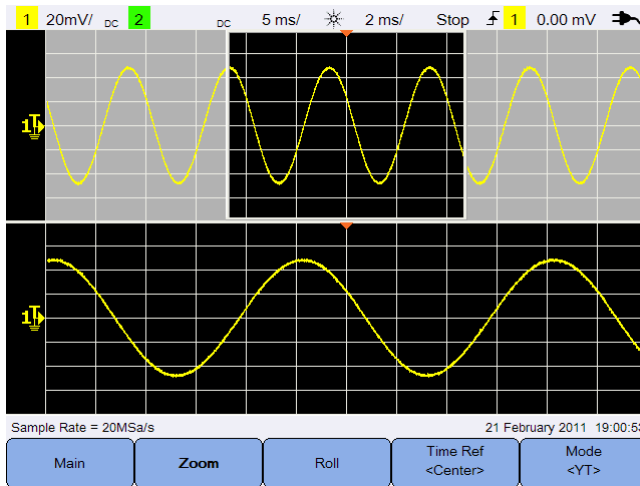 1 20mV/ DC 2 DC 5 ms/ 2 ms/ Stop 1 0.00 mV
1
1
Sample Rate = 20MSa/s 21 February 2011 19:00:53
Main Zoom Roll Time Ref <Center> Mode <YT>